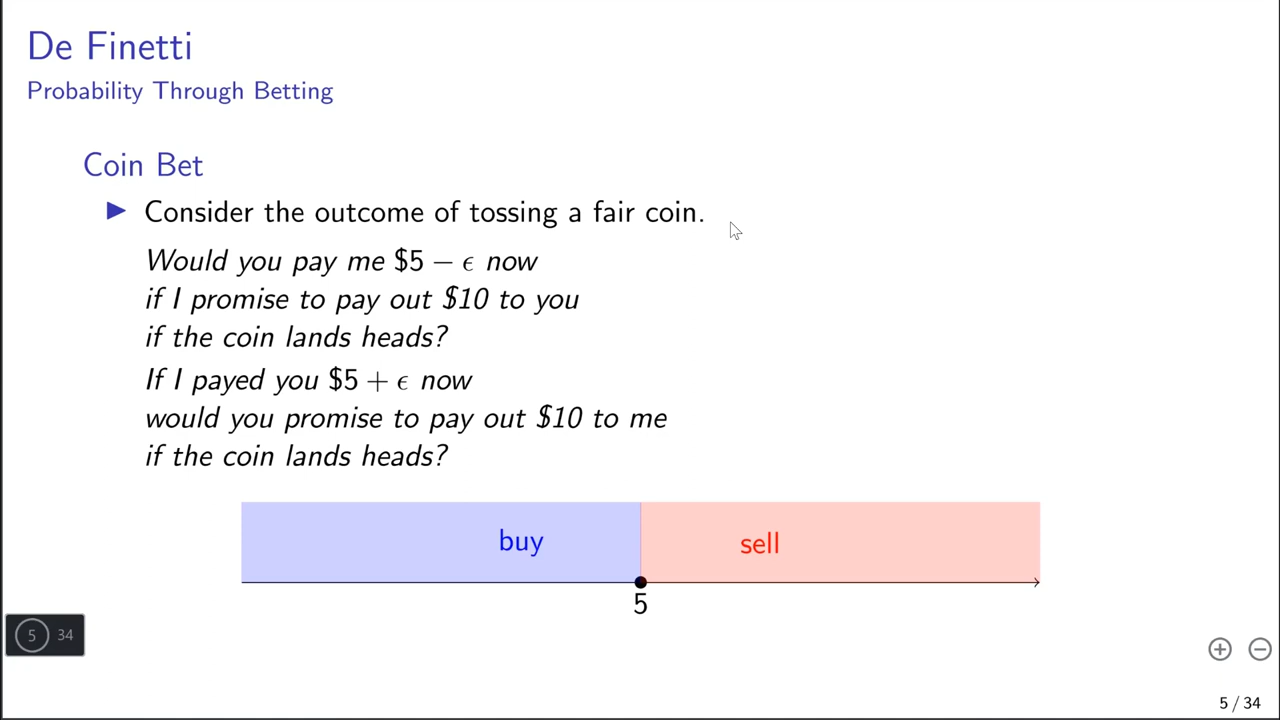 De Finetti
Probability Through Betting
Coin Bet
▶ Consider the outcome of tossing a fair coin.
Would you pay me $5 − ϵ now
if I promise to pay out $10 to you
if the coin lands heads?
If I payed you $5 + ϵ now
would you promise to pay out $10 to me
if the coin lands heads?
buy
sell
5
5 34
5 / 34